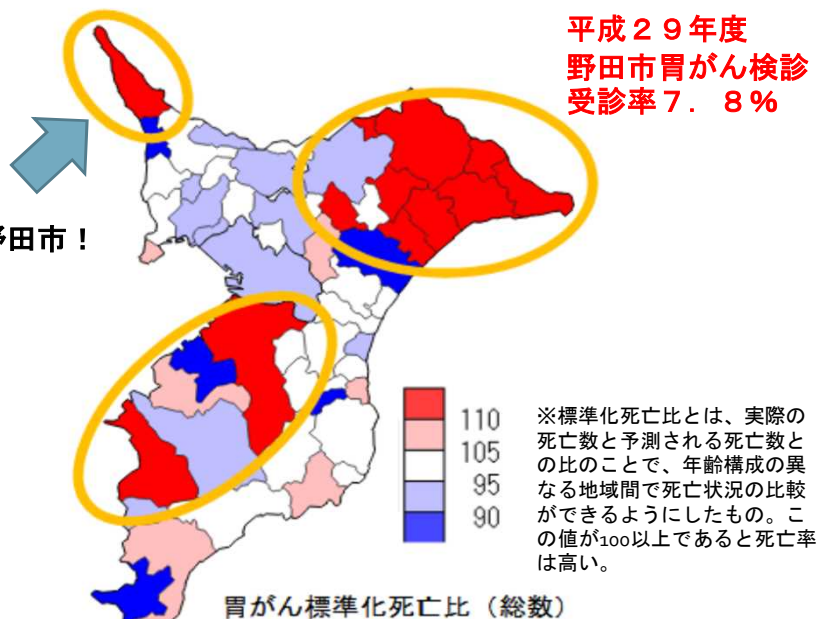 平成２９年度
野田市胃がん検診
受診率７．８％
野田市！
110
105
95
90
※標準化死亡比とは、実際の
死亡数と予測される死亡数と
の比のことで、年齢構成の異
なる地域間で死亡状況の比較
ができるようにしたもの。こ
の値が100以上であると死亡率
は高い。
胃がん標準化死亡比（総数）